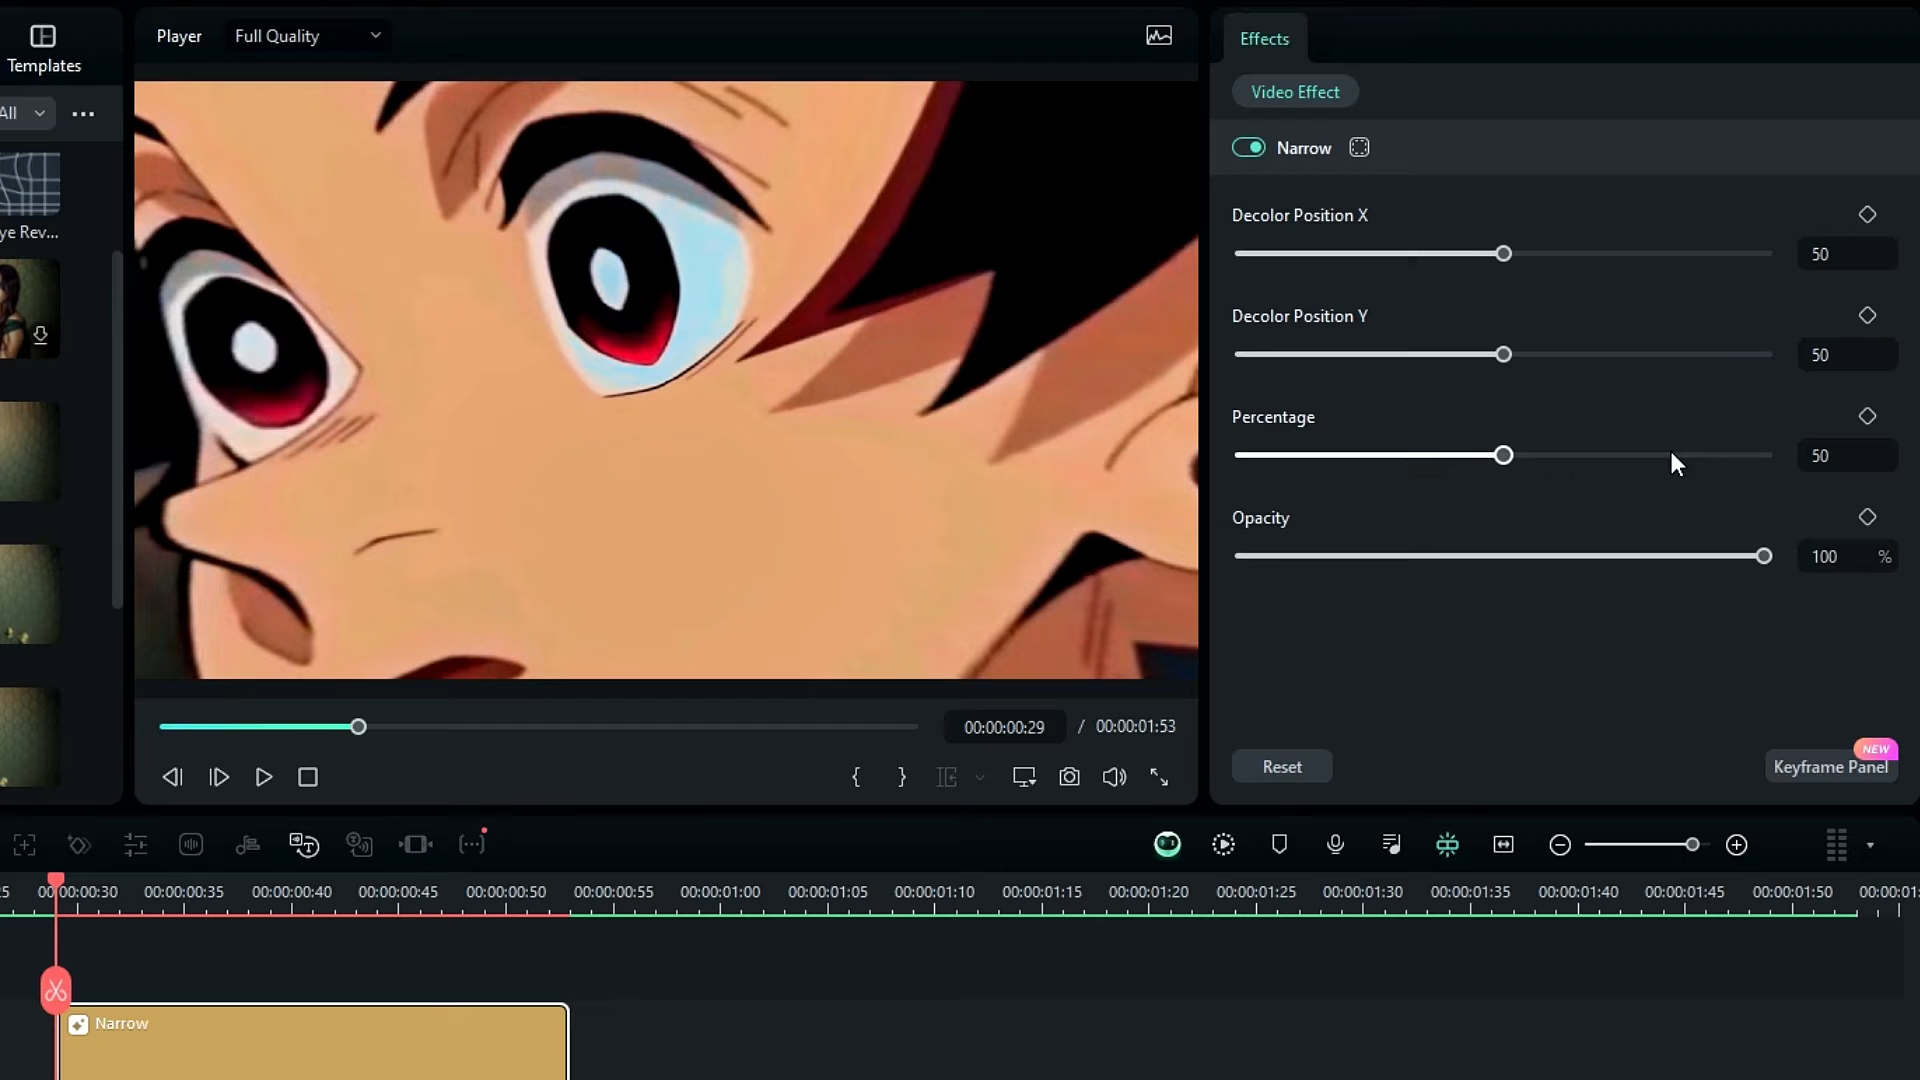 Templates
Player
Full Quality
All
ye Rev...
Effects
Video Effect
Narrow
Decolor Position X
50
Decolor Position Y
50
Percentage
50
Opacity
100 %
00:00:00:29 / 00:00:01:53
Reset
NEW
Keyframe Panel
25 00:00:00:30 00:00:00:35 00:00:00:40 00:00:00:45 00:00:00:50 00:00:00:55 00:00:01:00 00:00:01:05 00:00:01:10 00:00:01:15 00:00:01:20 00:00:01:25 00:00:01:30 00:00:01:35 00:00:01:40 00:00:01:45 00:00:01:50 00:00:01:
Narrow